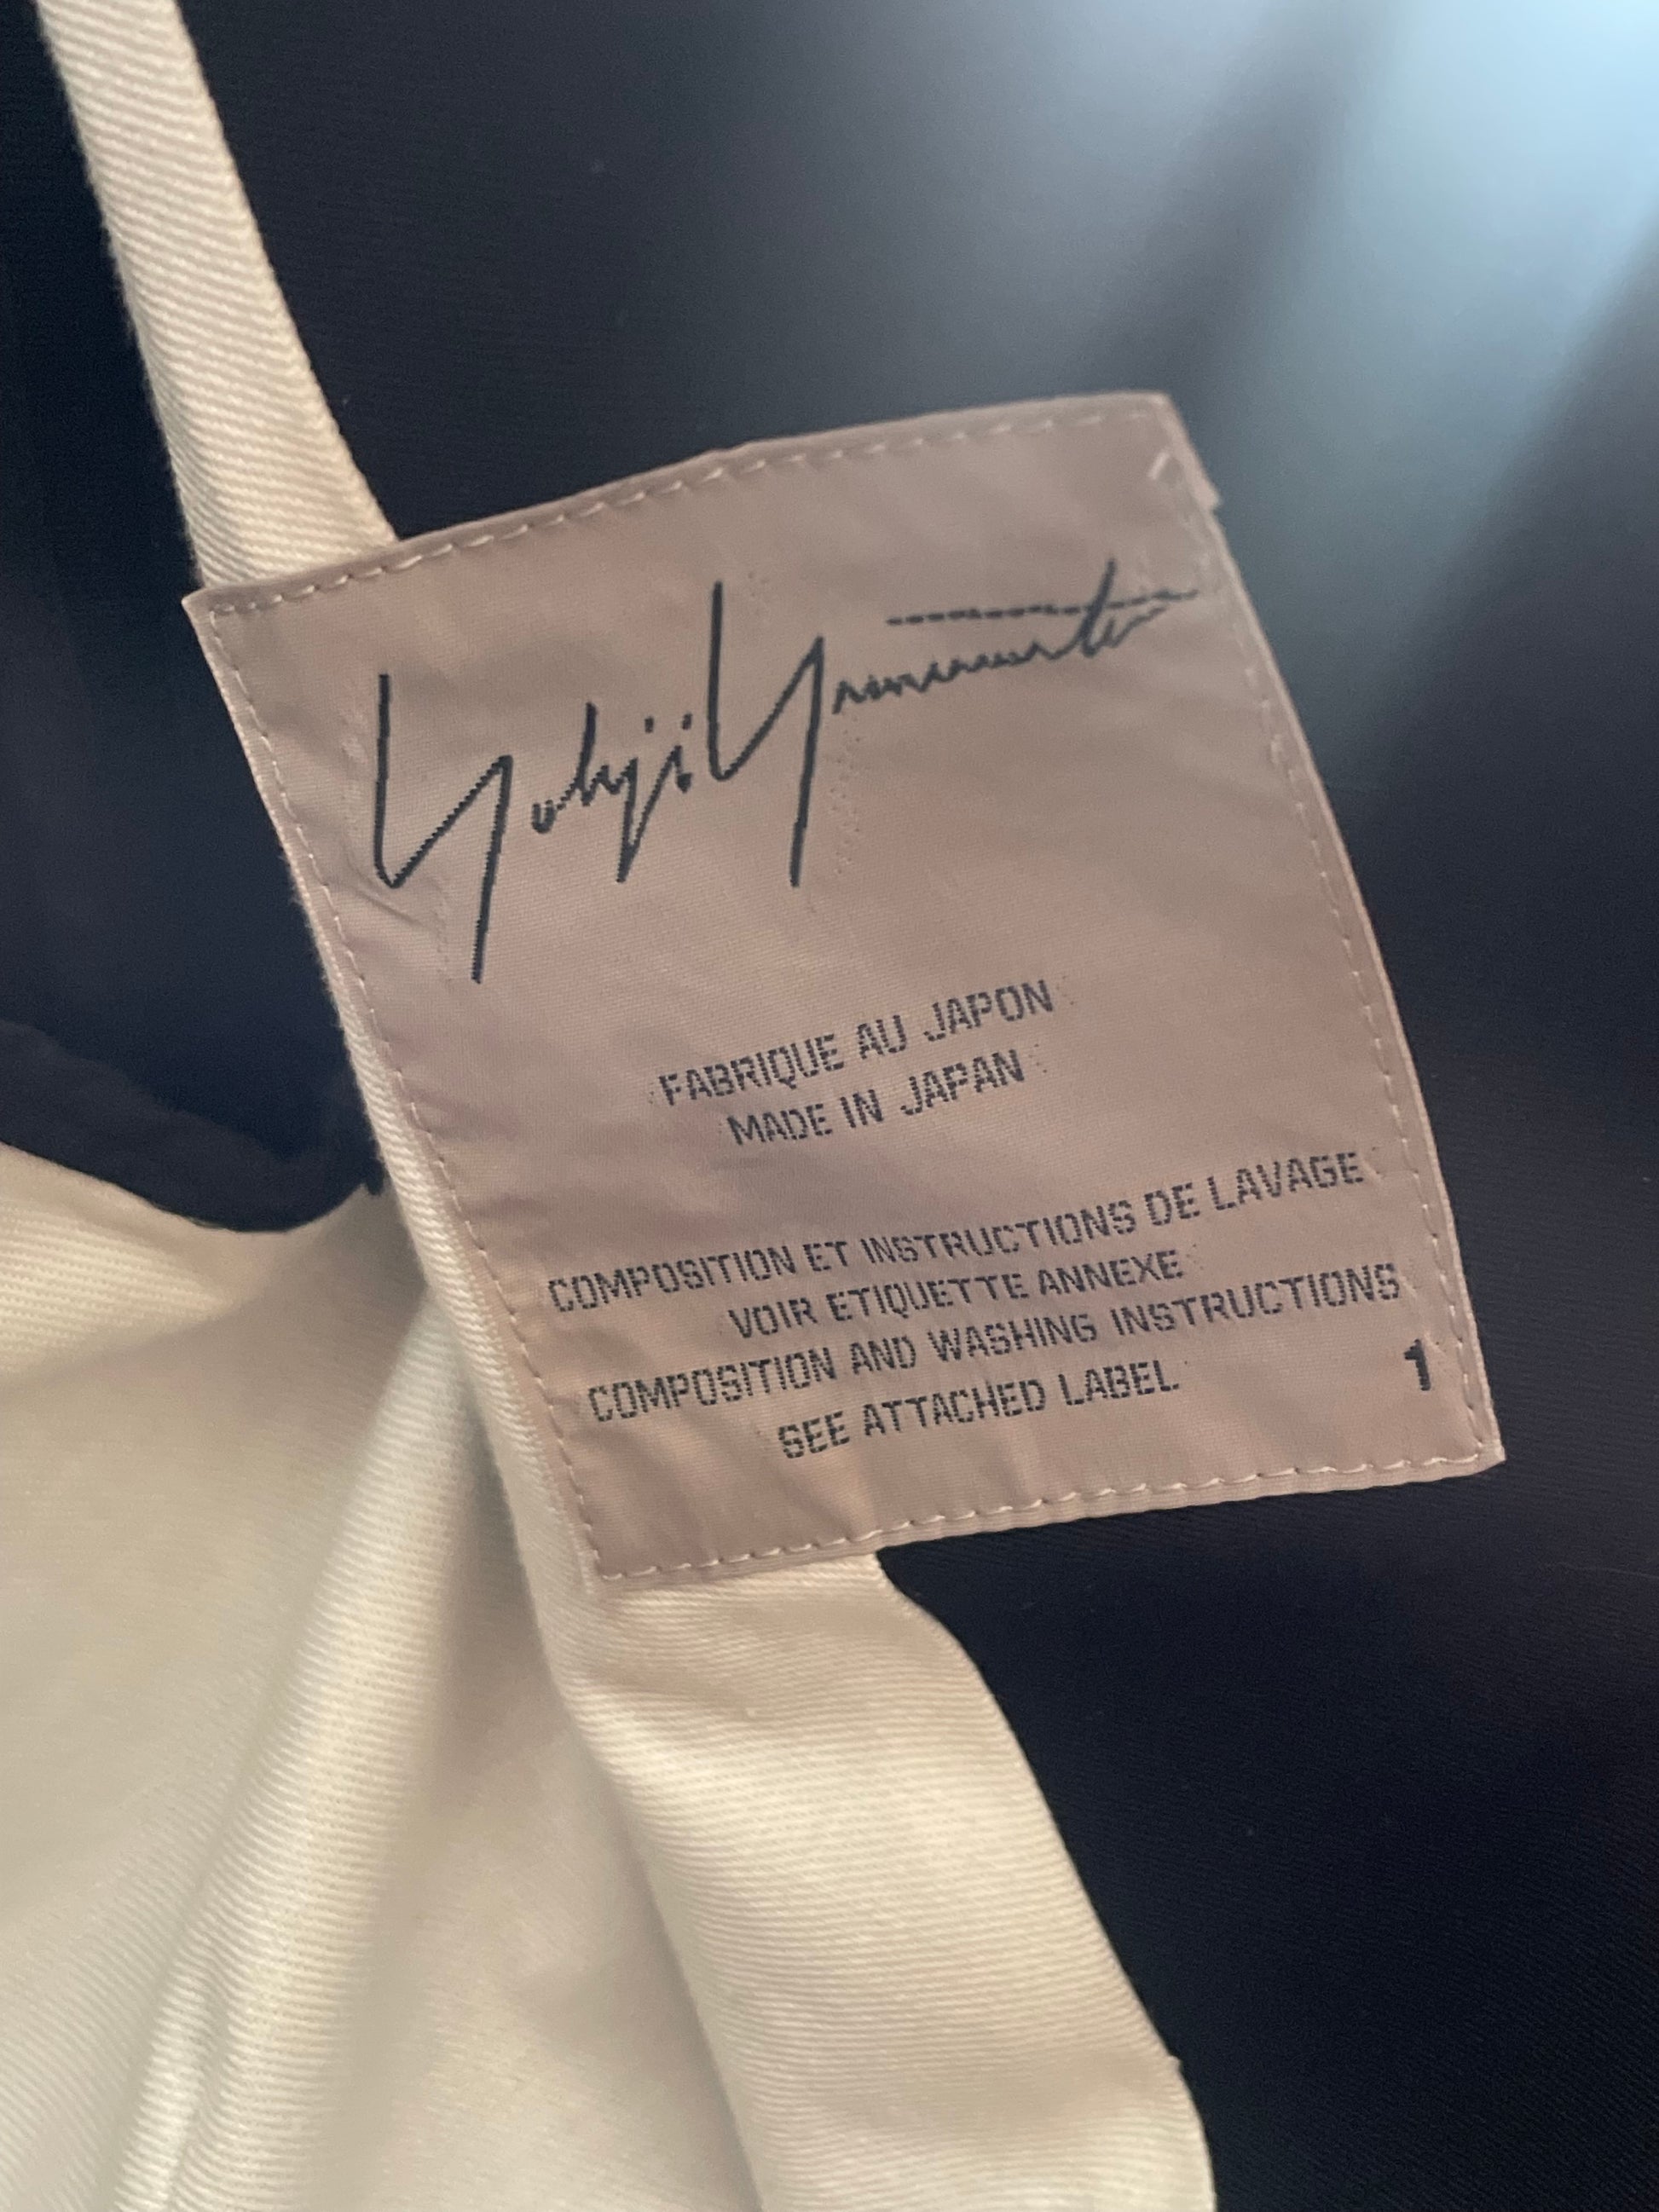 Yohji Yamamoto
FABRIQUE AU JAPON
MADE IN JAPAN
COMPOSITION ET INSTRUCTIONS DE LAVAGE
VOIR ETIQUETTE ANNEXE
COMPOSITION AND WASHING INSTRUCTIONS
SEE ATTACHED LABEL
1